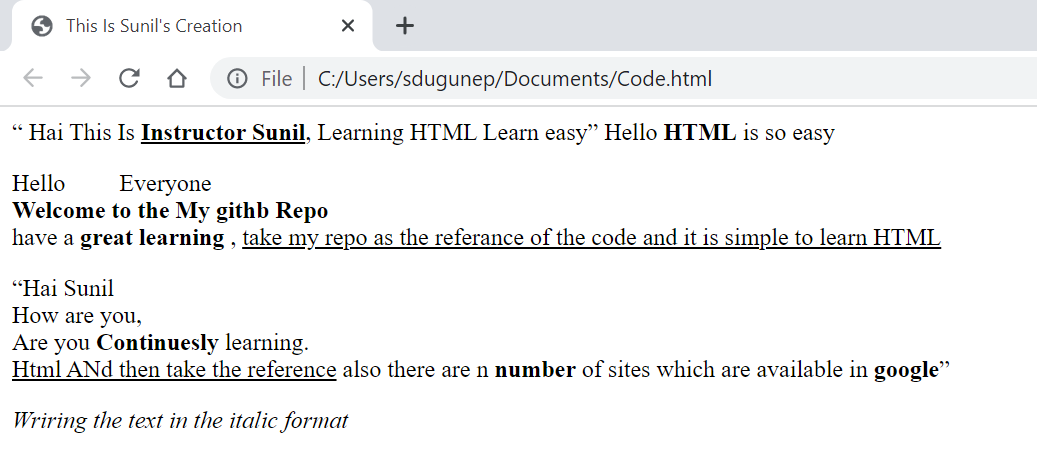 This Is Sunil's Creation
File | C:/Users/sdugunep/Documents/Code.html
“ Hai This Is Instructor Sunil, Learning HTML Learn easy” Hello HTML is so easy
Hello Everyone
Welcome to the My githb Repo
have a great learning , take my repo as the referance of the code and it is simple to learn HTML
“Hai Sunil
How are you,
Are you Continuesly learning.
Html ANd then take the reference also there are n number of sites which are available in google”
Wriring the text in the italic format